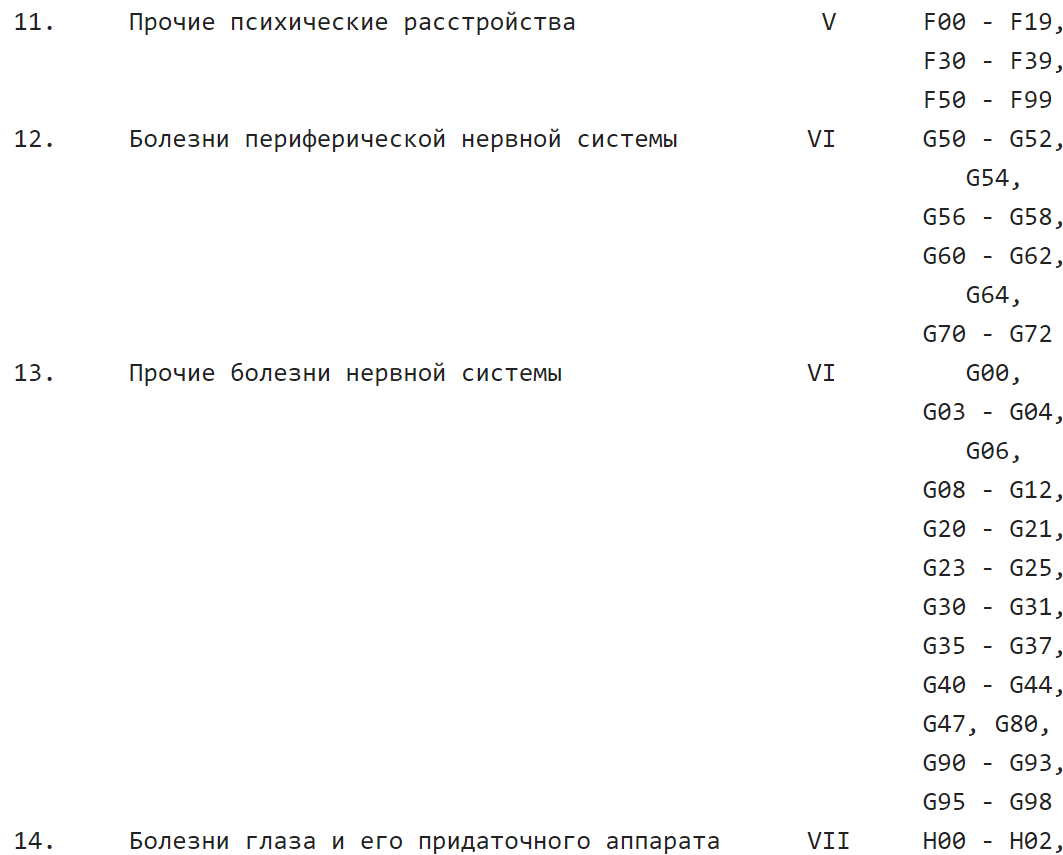 11. Прочие психические расстройства V F00 - F19,
F30 - F39,
F50 - F99
12. Болезни периферической нервной системы VI G50 - G52,
G54,
G56 - G58,
G60 - G62,
G64,
G70 - G72
13. Прочие болезни нервной системы VI G00,
G03 - G04,
G06,
G08 - G12,
G20 - G21,
G23 - G25,
G30 - G31,
G35 - G37,
G40 - G44,
G47, G80,
G90 - G93,
G95 - G98
14. Болезни глаза и его придаточного аппарата VII H00 - H02,